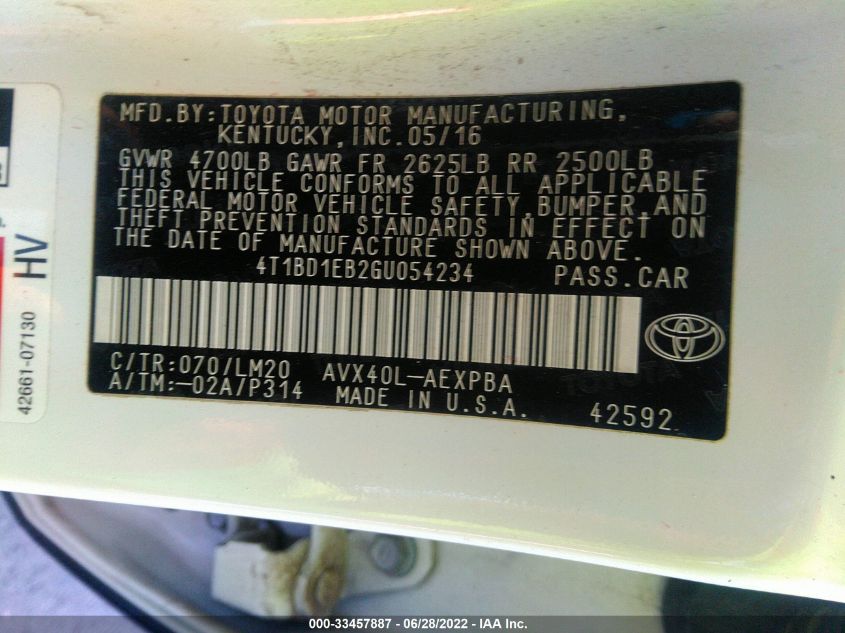 MFD.BY:TOYOTA MOTOR MANUFACTURING,
KENTUCKY,INC.05/16
GVWR 4700LB GAWR FR 2625LB RR 2500LB
THIS VEHICLE CONFORMS TO ALL APPLICABLE
FEDERAL MOTOR VEHICLE SAFETY,BUMPER,AND
THEFT PREVENTION STANDARDS IN EFFECT ON
THE DATE OF MANUFACTURE SHOWN ABOVE.
4T1BD1EB2GU054234 PASS.CAR
C/TR:070/LM20 AVX40L-AEXPBA
A/TM:-02A/P314 MADE IN U.S.A. 42592
HV
42661-07130
000-33457887 - 06/28/2022 - IAA Inc.